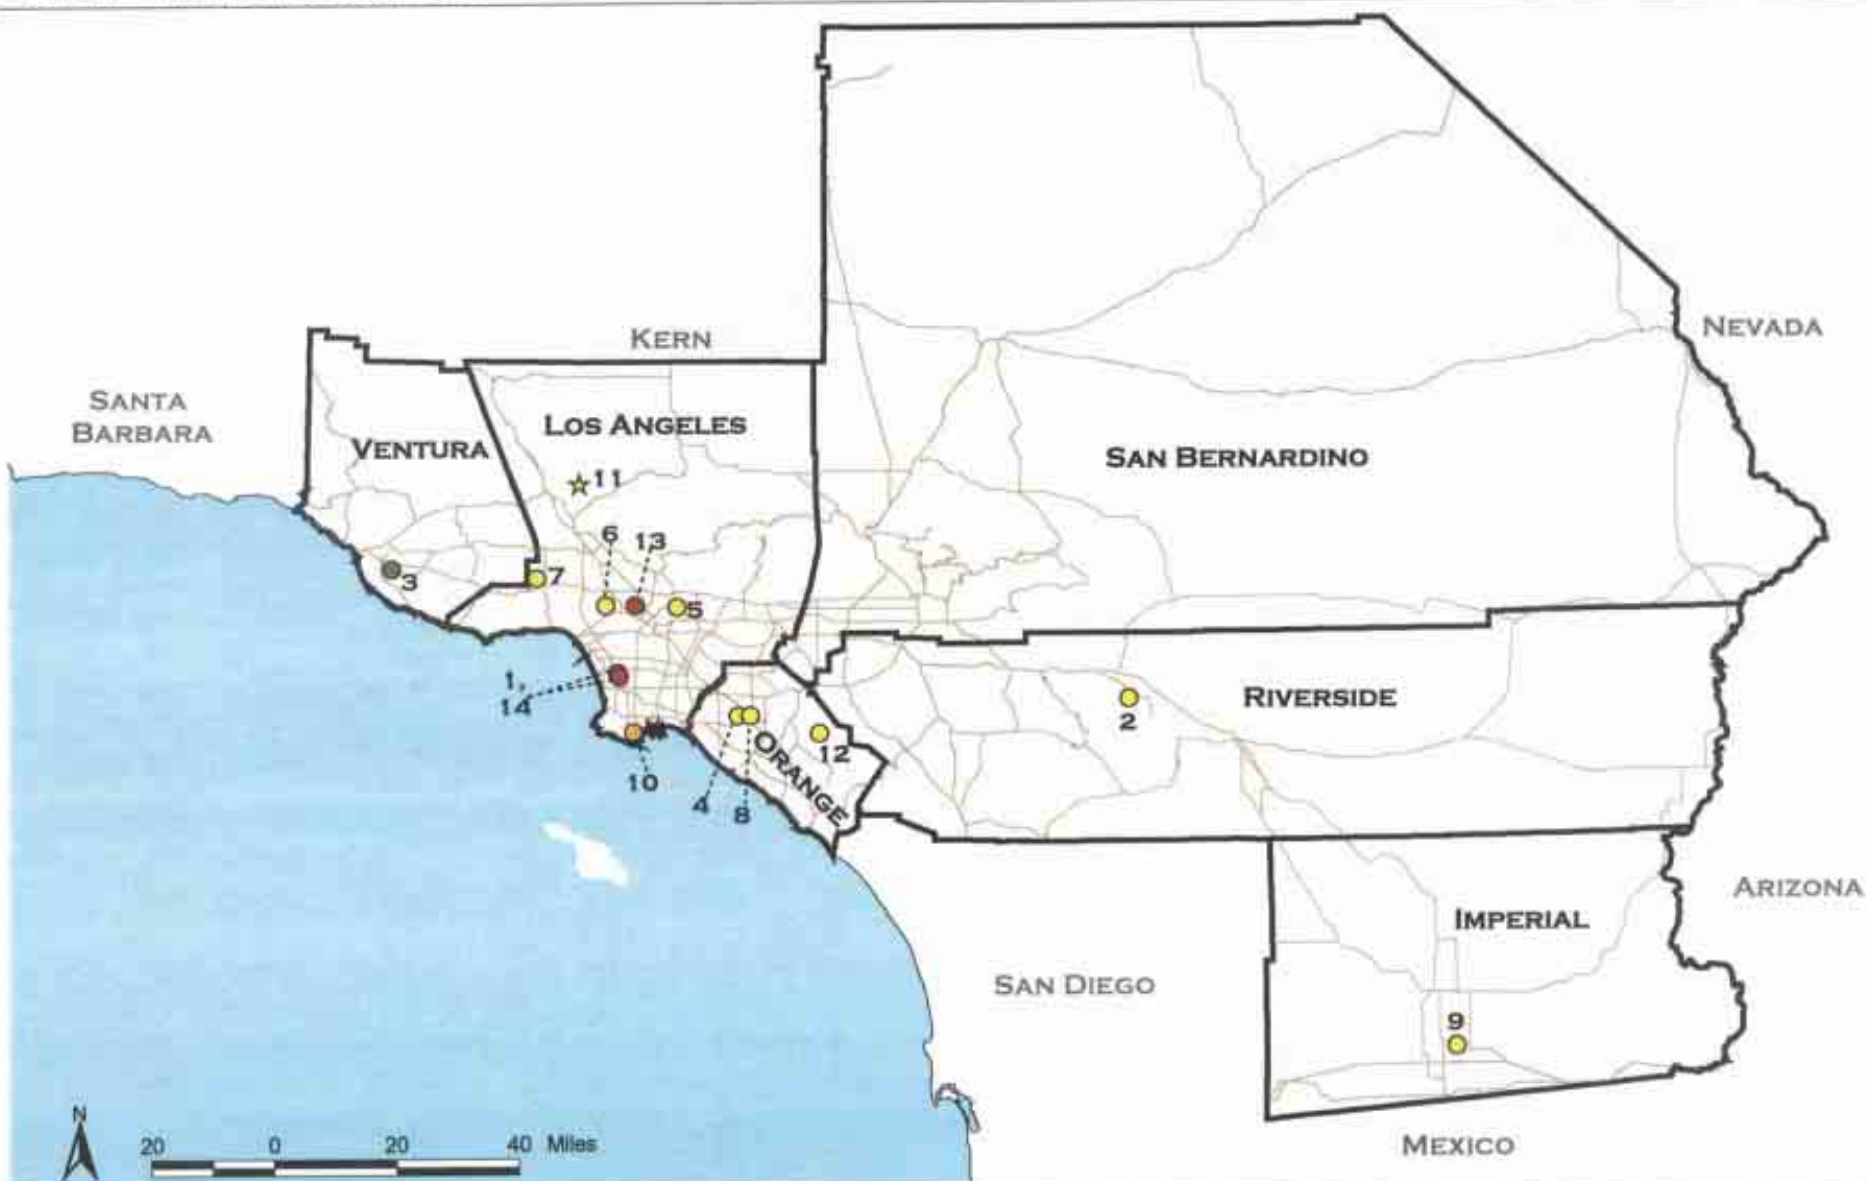 KERN
NEVADA
SANTA
BARBARA
VENTURA
LOS ANGELES
SAN BERNARDINO
11
6
13
3
7
5
1,
14
RIVERSIDE
2
12
ORANGE
10
4
8
ARIZONA
IMPERIAL
SAN DIEGO
9
N
20 0 20 40 Miles
MEXICO